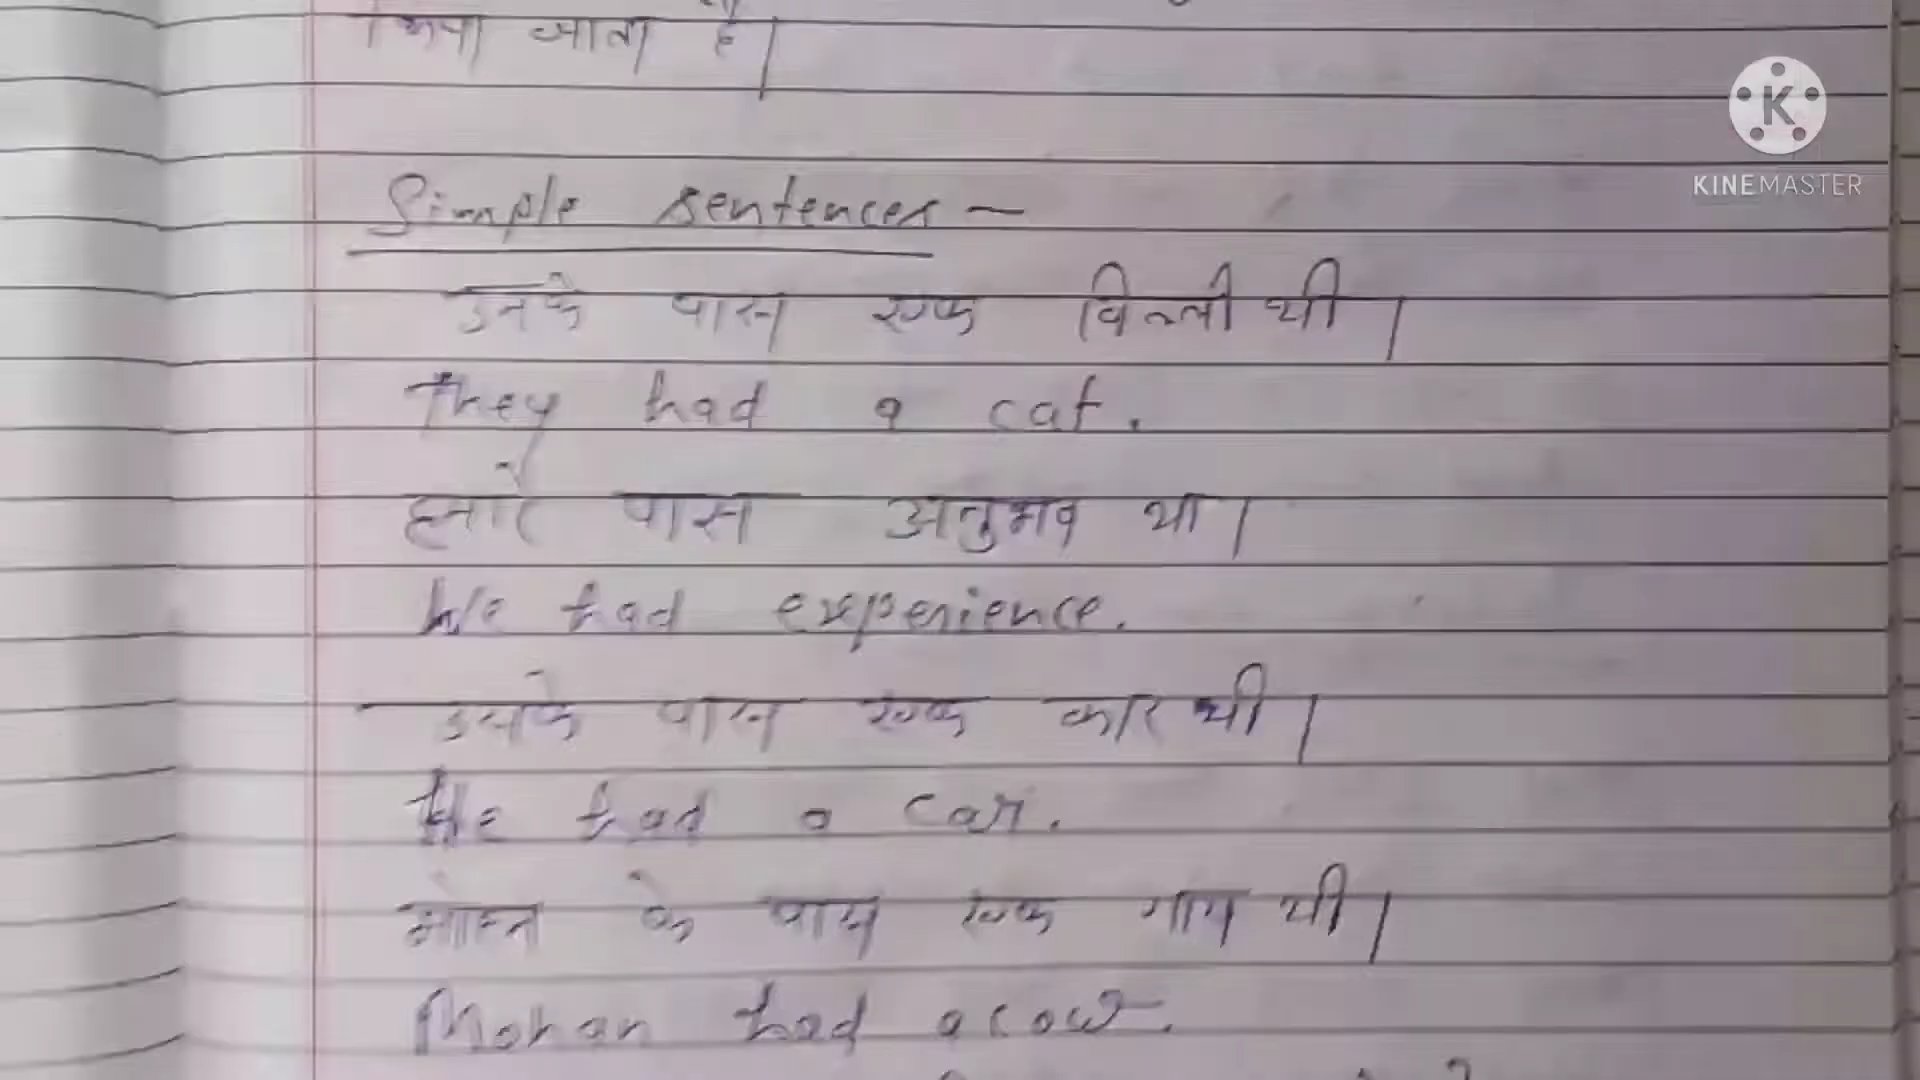 किया जाता है।
KINEMASTER
Simple sentences –
उनके पास एक बिल्ली थी।
They had a cat.
हमारे पास अनुभव था।
We had experience.
उसके पास एक कार थी।
He had a car.
मोहन के पास एक गाय थी।
Mohan had a cow.